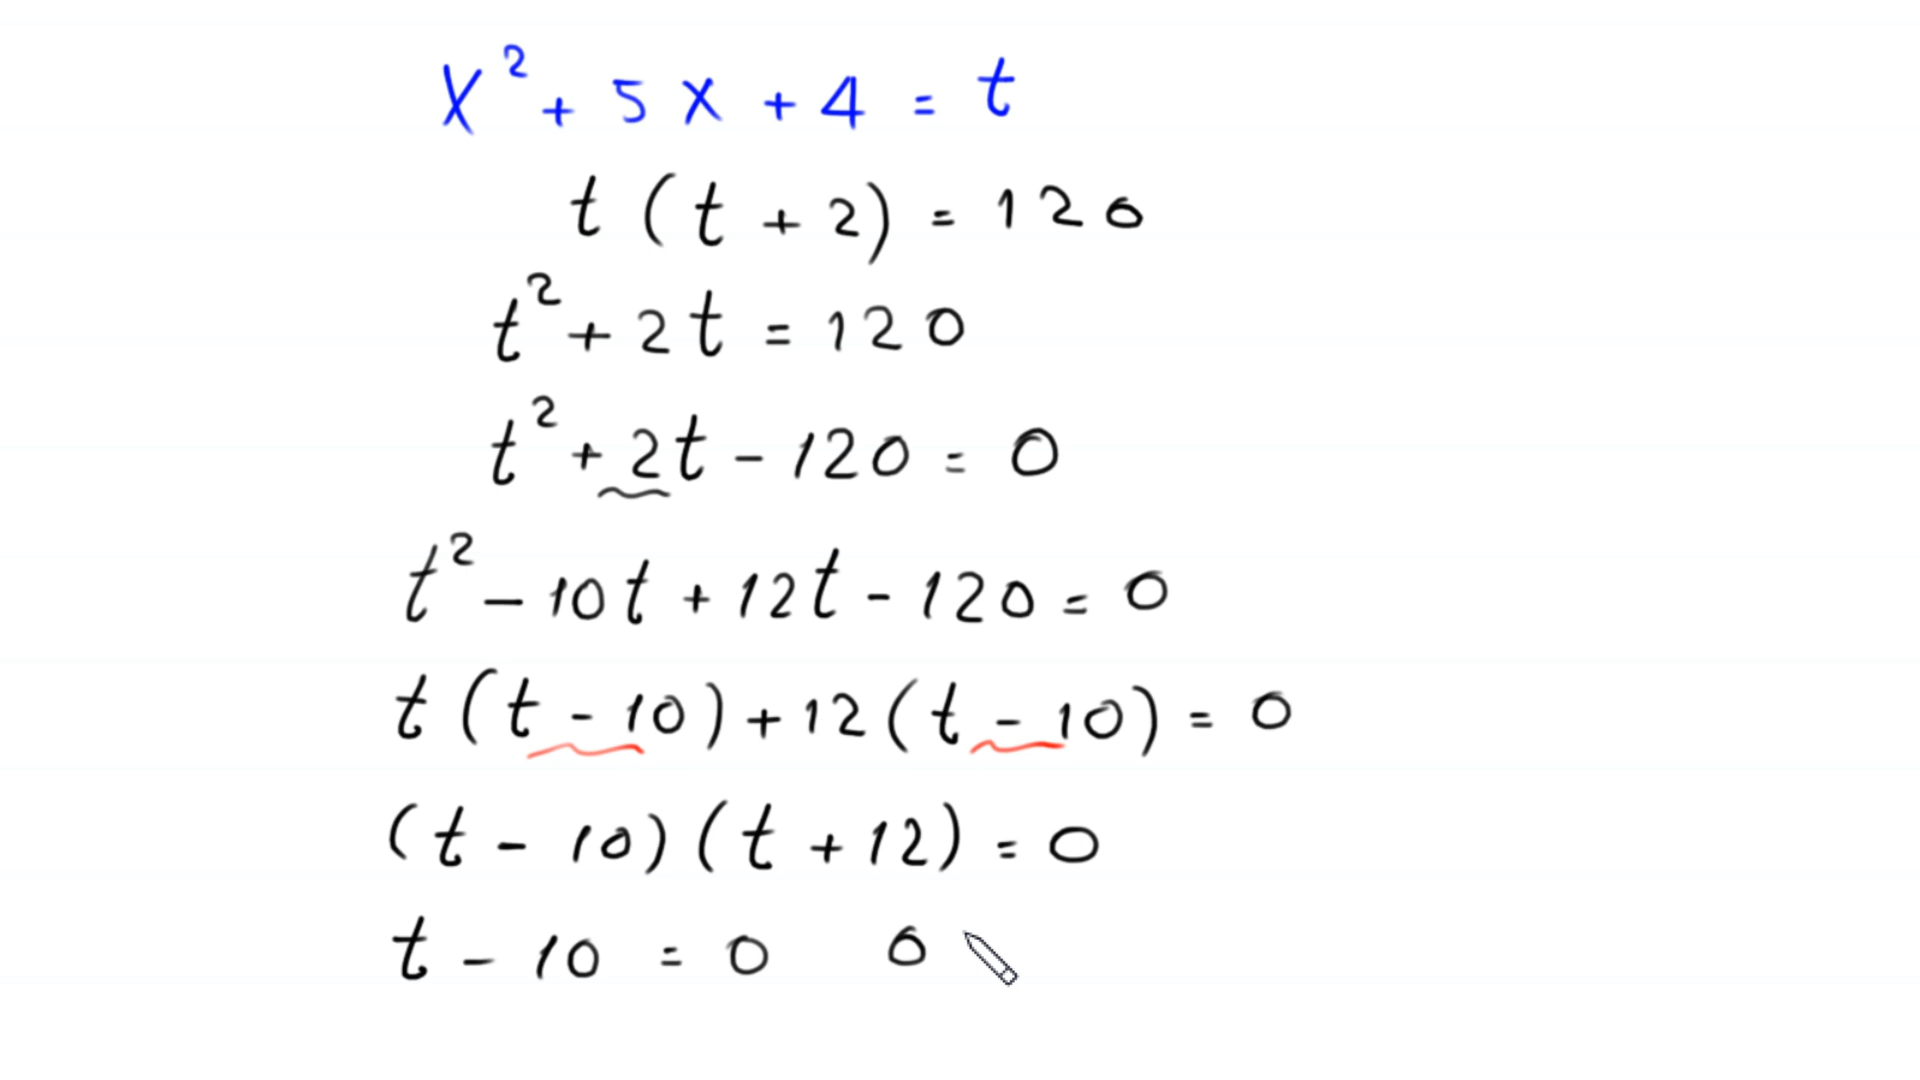 x² + 5x + 4 = t
t(t + 2) = 120
t² + 2t = 120
t² + 2t - 120 = 0
t² - 10t + 12t - 120 = 0
t(t - 10) + 12(t - 10) = 0
(t - 10)(t + 12) = 0
t - 10 = 0 o